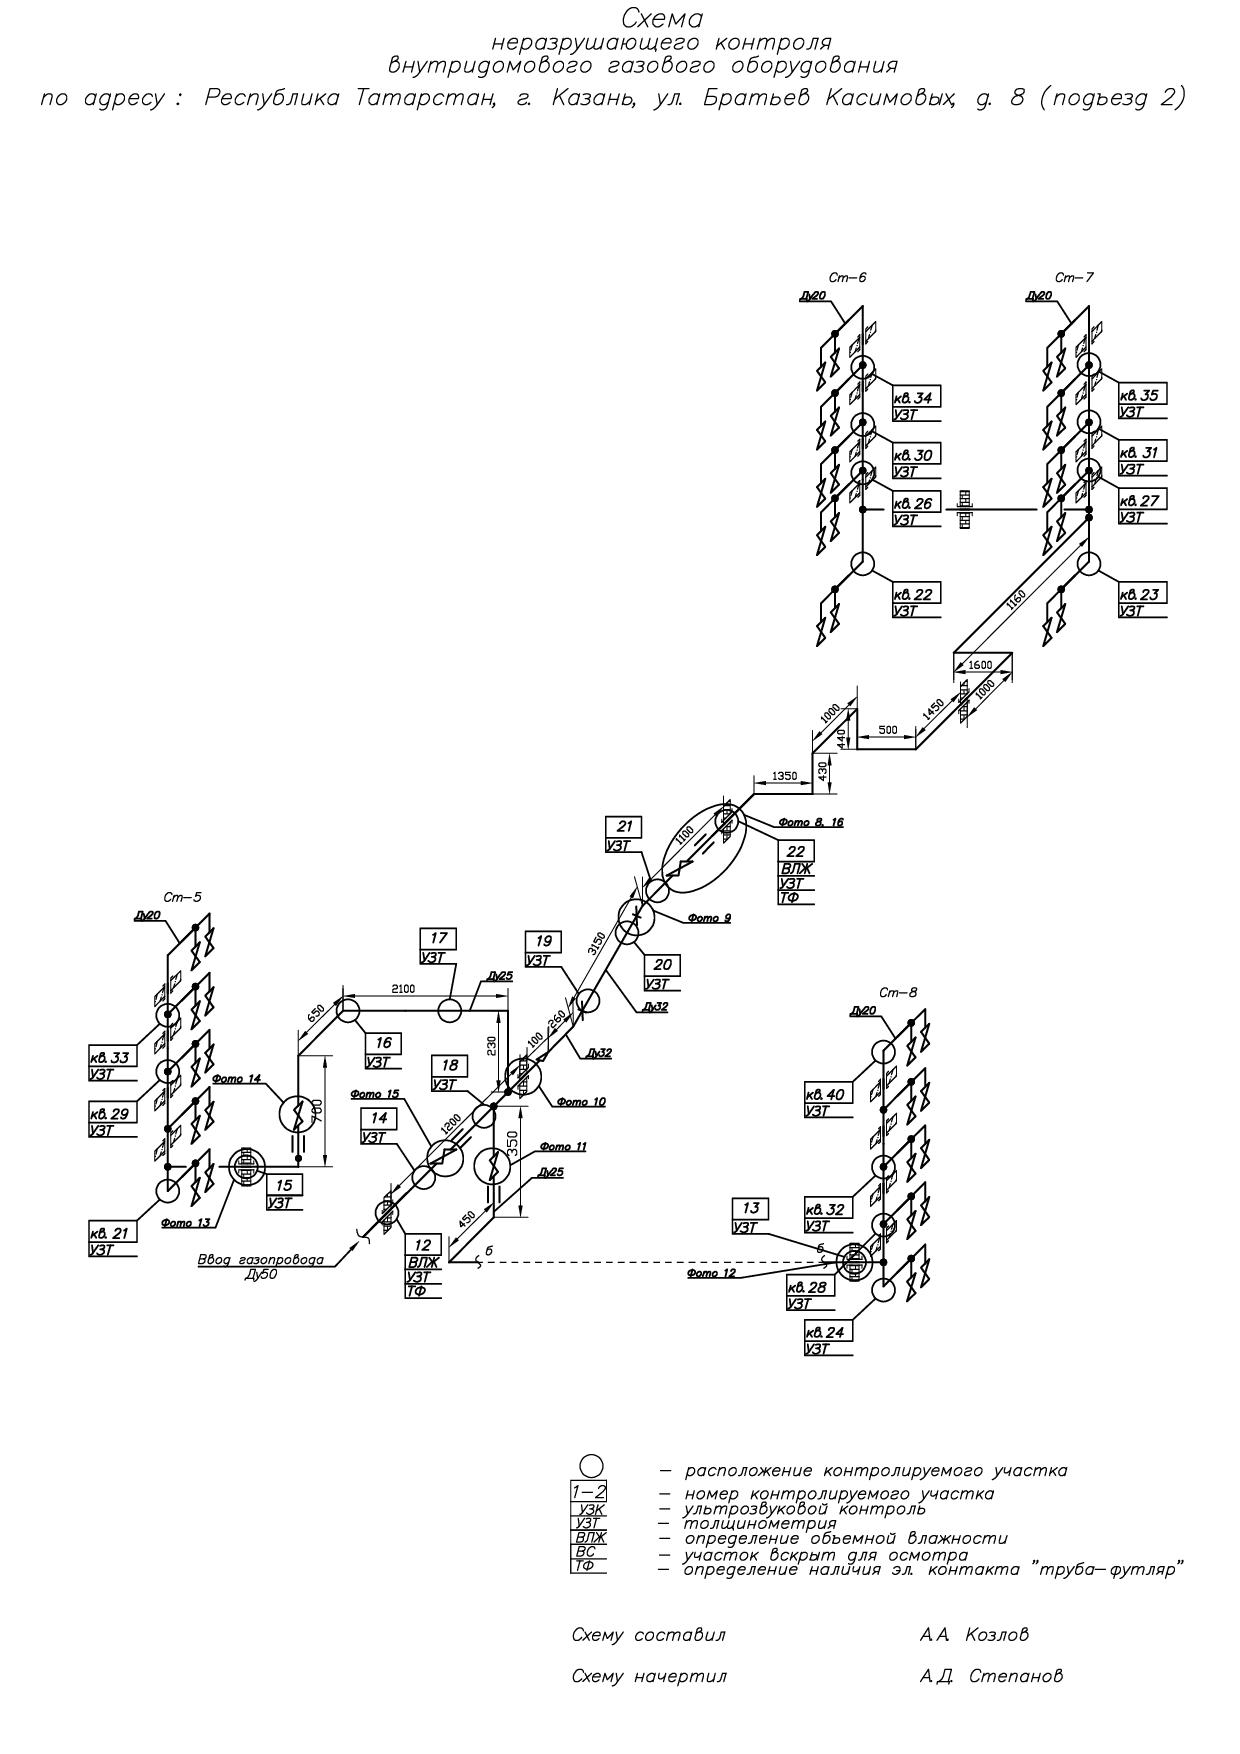 Схема
неразрушающего контроля
внутридомового газового оборудования
по адресу : Республика Татарстан, г. Казань, ул. Братьев Касимовых, д. 8 (подъезд 2)
Ст-6
Ст-7
Ду20
Ду20
кв. 34
УЗТ
кв. 35
УЗТ
кв. 30
УЗТ
кв. 31
УЗТ
кв. 26
УЗТ
кв. 27
УЗТ
кв. 22
УЗТ
кв. 23
УЗТ
1160
1600
1000
1450
1000
440
500
430
1350
1100
Фото 8, 16
21
УЗТ
22
ВЛЖ
УЗТ
ТФ
Фото 9
20
УЗТ
3150
19
УЗТ
Ду32
Ст-5
Ду20
17
УЗТ
Ду25
2100
650
260
100
Ду32
230
16
УЗТ
18
УЗТ
кв. 33
УЗТ
Фото 14
700
кв. 29
УЗТ
Фото 15
Фото 10
14
УЗТ
1200
Фото 11
350
Ду25
15
УЗТ
Фото 13
кв. 21
УЗТ
450
Ввод газопровода
Ду50
12
ВЛЖ
УЗТ
ТФ
б
Ст-8
Ду20
кв. 40
УЗТ
13
УЗТ
кв. 32
УЗТ
б
Фото 12
кв. 28
УЗТ
кв. 24
УЗТ
– расположение контролируемого участка
1-2 – номер контролируемого участка
УЗК – ультрозвуковой контроль
УЗТ – толщинометрия
ВЛЖ – определение объемной влажности
ВС – участок вскрыт для осмотра
ТФ – определение наличия эл. контакта "труба-футляр"
Схему составил А.А. Козлов
Схему начертил А.Д. Степанов